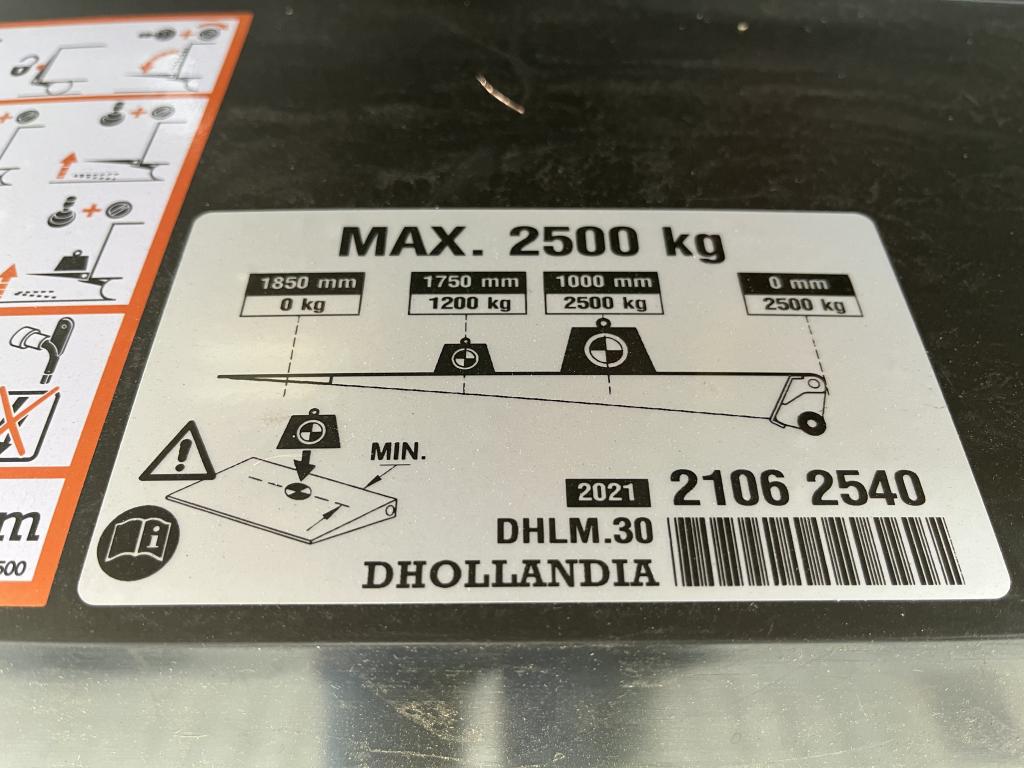 MAX. 2500 kg
1850 mm 1750 mm 1000 mm 0 mm
0 kg 1200 kg 2500 kg 2500 kg
MIN.
2021 2106 2540
DHLM.30
DHOLLANDIA
m
500